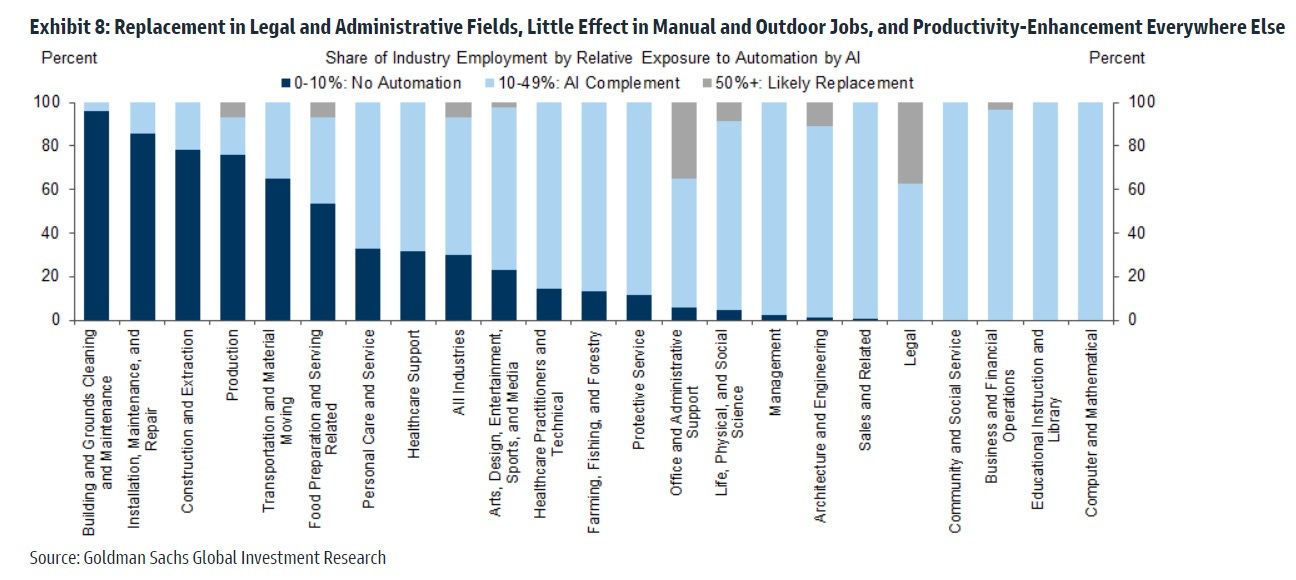 Exhibit 8: Replacement in Legal and Administrative Fields, Little Effect in Manual and Outdoor Jobs, and Productivity-Enhancement Everywhere Else
Percent
Share of Industry Employment by Relative Exposure to Automation by AI
Percent
0-10%: No Automation
10-49%: AI Complement
50%+: Likely Replacement
100
80
60
40
20
0
100
80
60
40
20
0
Building and Grounds Cleaning
and Maintenance
Installation, Maintenance, and
Repair
Construction and Extraction
Production
Transportation and Material
Moving
Food Preparation and Serving
Related
Personal Care and Service
Healthcare Support
All Industries
Arts, Design, Entertainment,
Sports, and Media
Healthcare Practitioners and
Technical
Farming, Fishing, and Forestry
Protective Service
Office and Administrative
Support
Life, Physical, and Social
Science
Management
Architecture and Engineering
Sales and Related
Legal
Community and Social Service
Business and Financial
Operations
Educational Instruction and
Library
Computer and Mathematical
Source: Goldman Sachs Global Investment Research